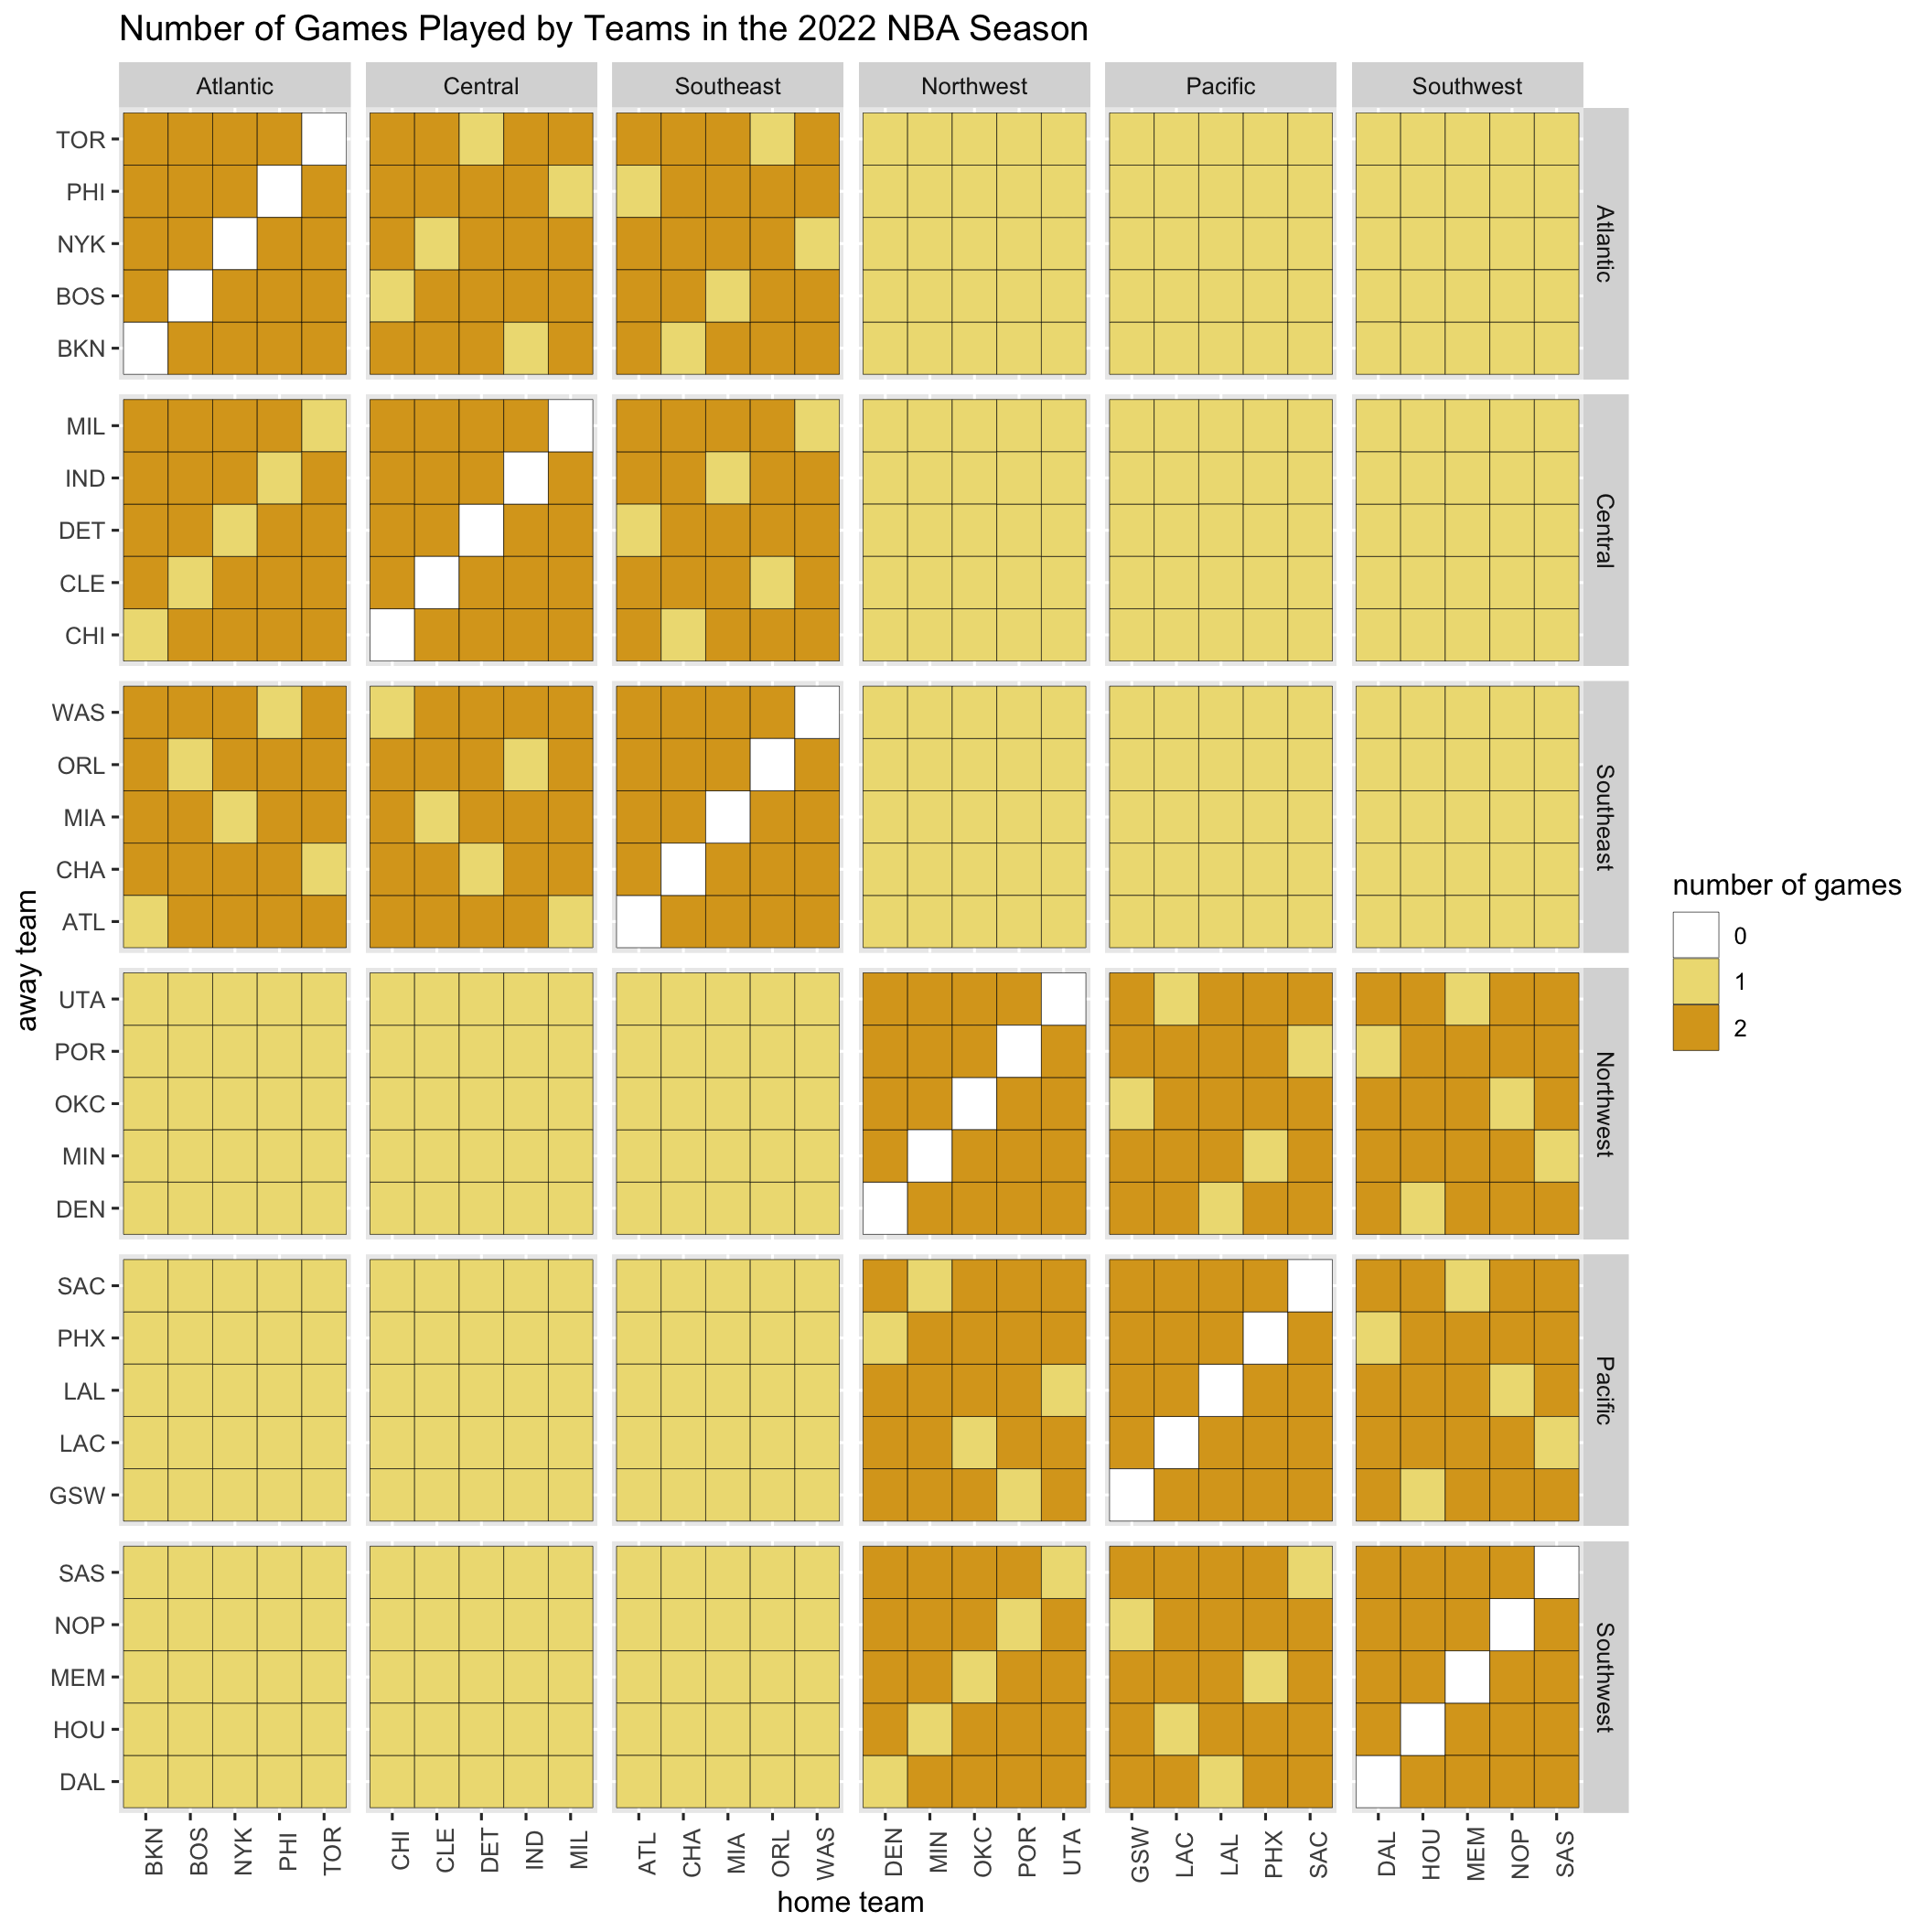 Number of Games Played by Teams in the 2022 NBA Season
Atlantic
Central
Southeast
Northwest
Pacific
Southwest
TOR
PHI
NYK
BOS
BKN
Atlantic
MIL
IND
DET
CLE
CHI
Central
WAS
ORL
MIA
CHA
ATL
Southeast
UTA
POR
OKC
MIN
DEN
Northwest
SAC
PHX
LAL
LAC
GSW
Pacific
SAS
NOP
MEM
HOU
DAL
Southwest
away team
number of games
0
1
2
BKN
BOS
NYK
PHI
TOR
CHI
CLE
DET
IND
MIL
ATL
CHA
MIA
ORL
WAS
DEN
MIN
OKC
POR
UTA
GSW
LAC
LAL
PHX
SAC
DAL
HOU
MEM
NOP
SAS
home team